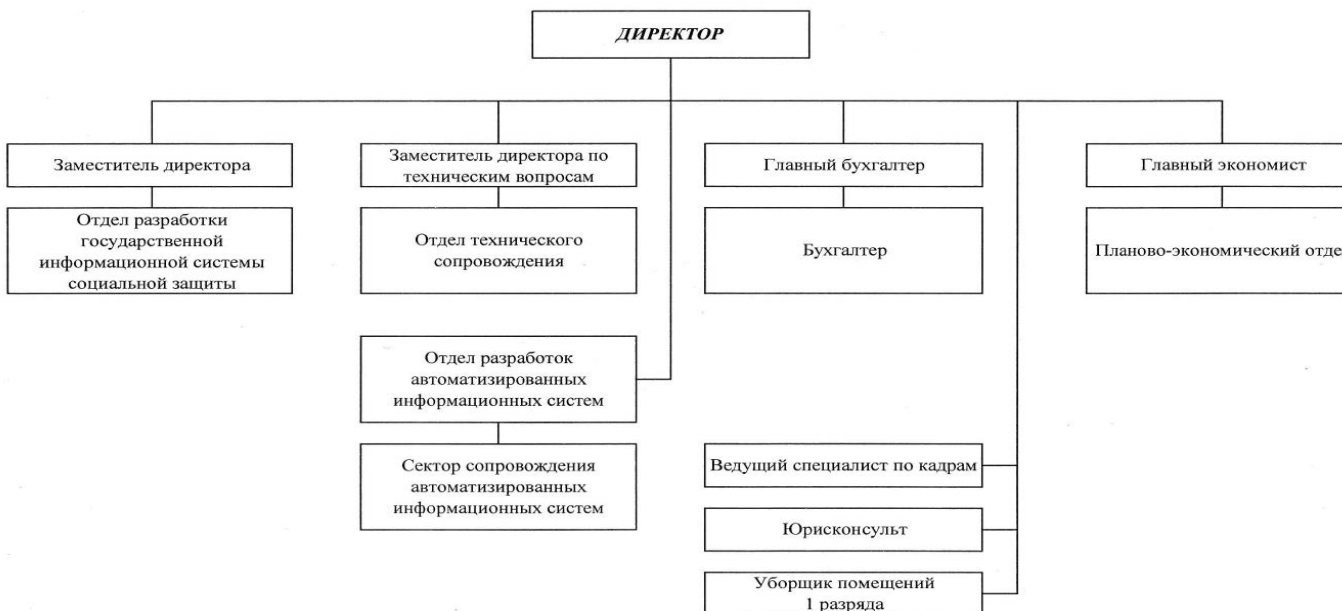 ДИРЕКТОР
Заместитель директора
Заместитель директора по
техническим вопросам
Главный бухгалтер
Главный экономист
Отдел разработки
государственной
информационной системы
социальной защиты
Отдел технического
сопровождения
Бухгалтер
Планово-экономический отде
Отдел разработок
автоматизированных
информационных систем
Сектор сопровождения
автоматизированных
информационных систем
Ведущий специалист по кадрам
Юрисконсульт
Уборщик помещений
1 разряда